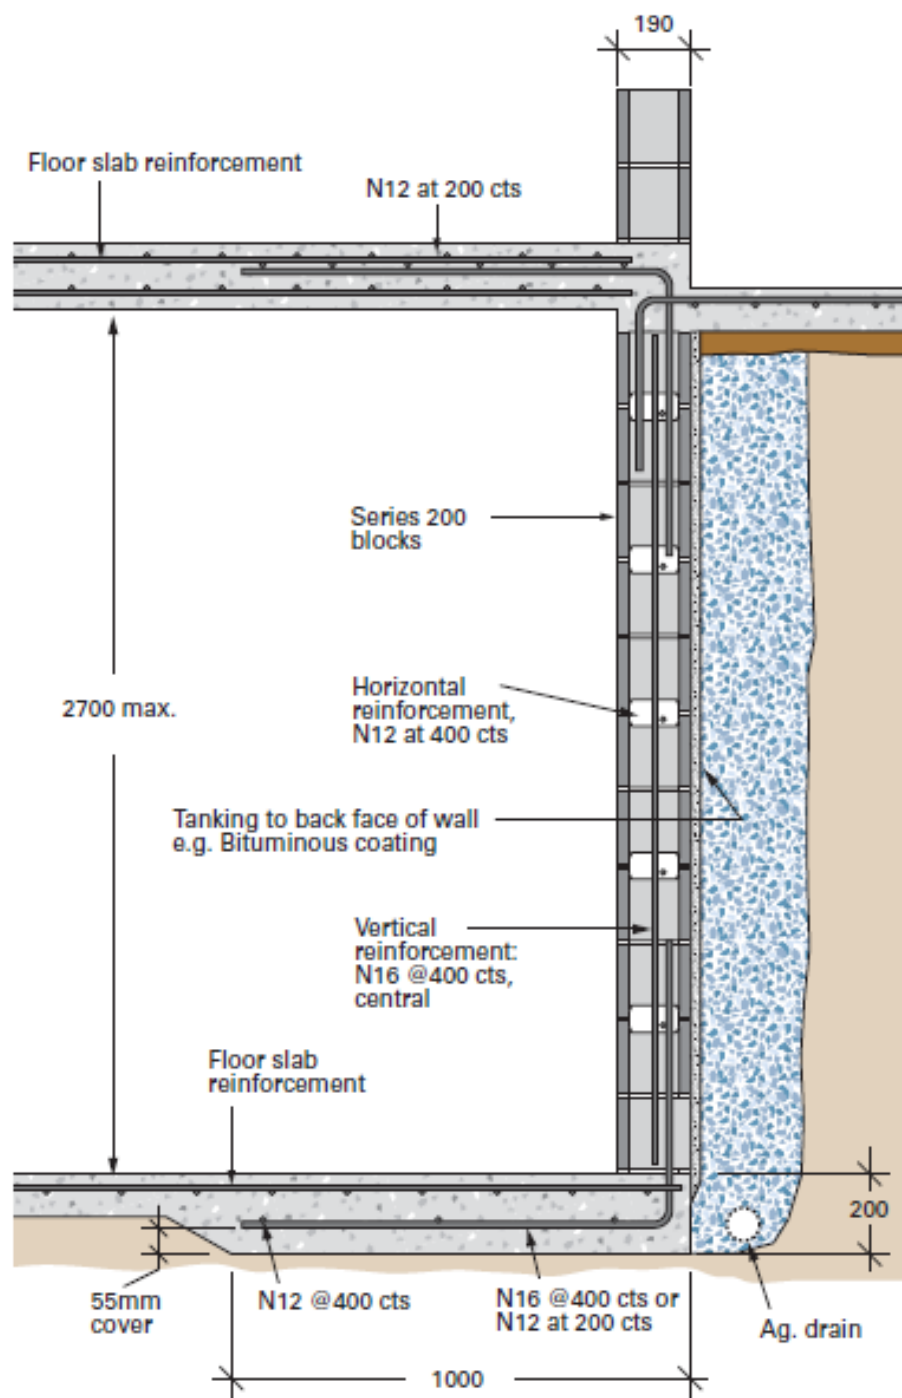 190
Floor slab reinforcement
N12 at 200 cts
Series 200
blocks
2700 max.
Horizontal
reinforcement,
N12 at 400 cts
Tanking to back face of wall
e.g. Bituminous coating
Vertical
reinforcement:
N16 @400 cts,
central
Floor slab
reinforcement
200
55mm
cover
N12 @400 cts
N16 @400 cts or
N12 at 200 cts
Ag. drain
1000